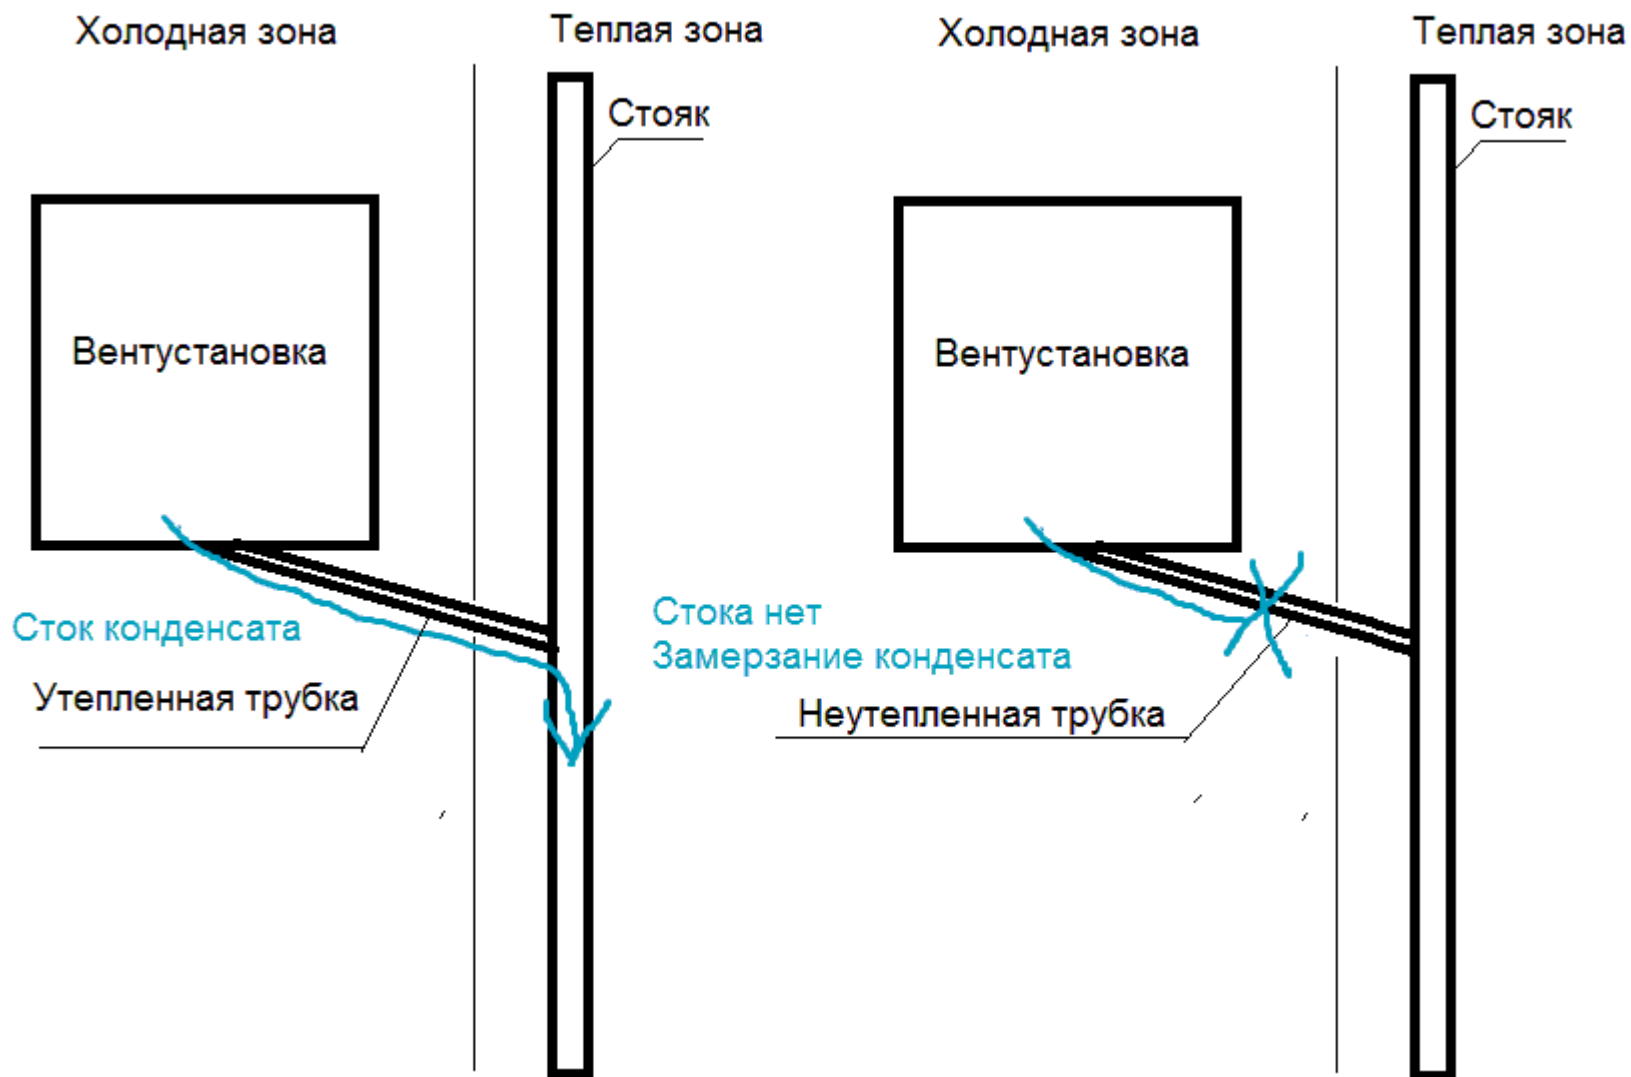 Холодная зона
Теплая зона
Холодная зона
Теплая зона
Стояк
Стояк
Вентустановка
Вентустановка
Сток конденсата
Стока нет
Замерзание конденсата
Утепленная трубка
Неутепленная трубка